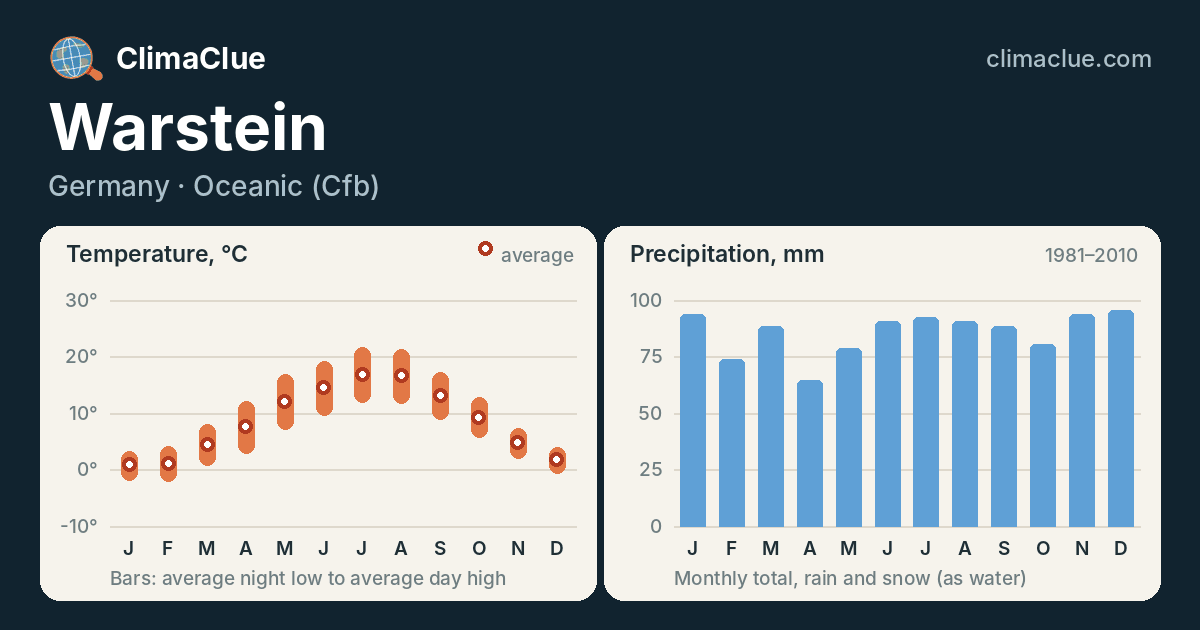 ClimaClue
climaclue.com
Warstein
Germany · Oceanic (Cfb)
Temperature, °C
average
30°
20°
10°
0°
-10°
J F M A M J J A S O N D
Bars: average night low to average day high
Precipitation, mm
1981–2010
100
75
50
25
0
J F M A M J J A S O N D
Monthly total, rain and snow (as water)